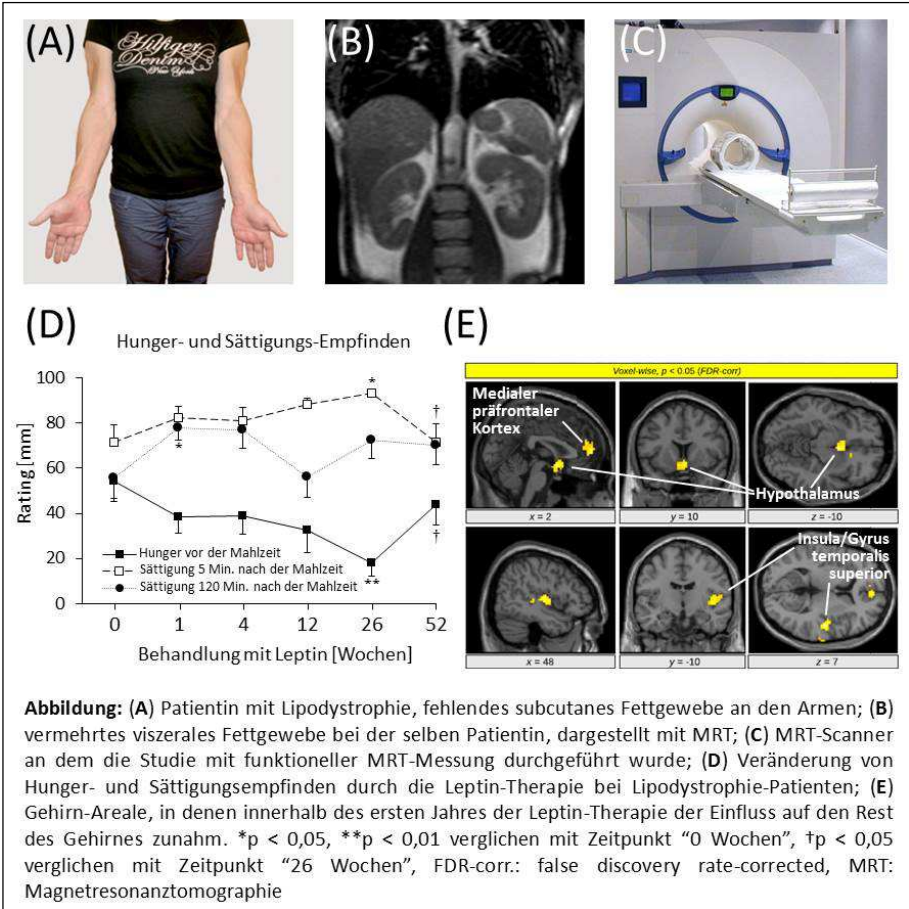 (A)
Hilfiger
Denim
New York
(B)
(C)
(D)
Hunger- und Sättigungs-Empfinden
Rating [mm]
100
80
60
40
20
0
*
†
*
†
**
Hunger vor der Mahlzeit
Sättigung 5 Min. nach der Mahlzeit
Sättigung 120 Min. nach der Mahlzeit
0 1 4 12 26 52
Behandlung mit Leptin [Wochen]
(E)
Voxel-wise, p < 0.05 (FDR-corr)
Medialer
präfrontaler
Kortex
Hypothalamus
x = 2
y = 10
z = -10
Insula/Gyrus
temporalis
superior
x = 48
y = -10
z = 7
Abbildung: (A) Patientin mit Lipodystrophie, fehlendes subcutanes Fettgewebe an den Armen; (B)
vermehrtes viszerales Fettgewebe bei der selben Patientin, dargestellt mit MRT; (C) MRT-Scanner
an dem die Studie mit funktioneller MRT-Messung durchgeführt wurde; (D) Veränderung von
Hunger- und Sättigungsempfinden durch die Leptin-Therapie bei Lipodystrophie-Patienten; (E)
Gehirn-Areale, in denen innerhalb des ersten Jahres der Leptin-Therapie der Einfluss auf den Rest
des Gehirnes zunahm. *p < 0,05, **p < 0,01 verglichen mit Zeitpunkt “0 Wochen”, †p < 0,05
verglichen mit Zeitpunkt “26 Wochen”, FDR-corr.: false discovery rate-corrected, MRT:
Magnetresonanztomographie